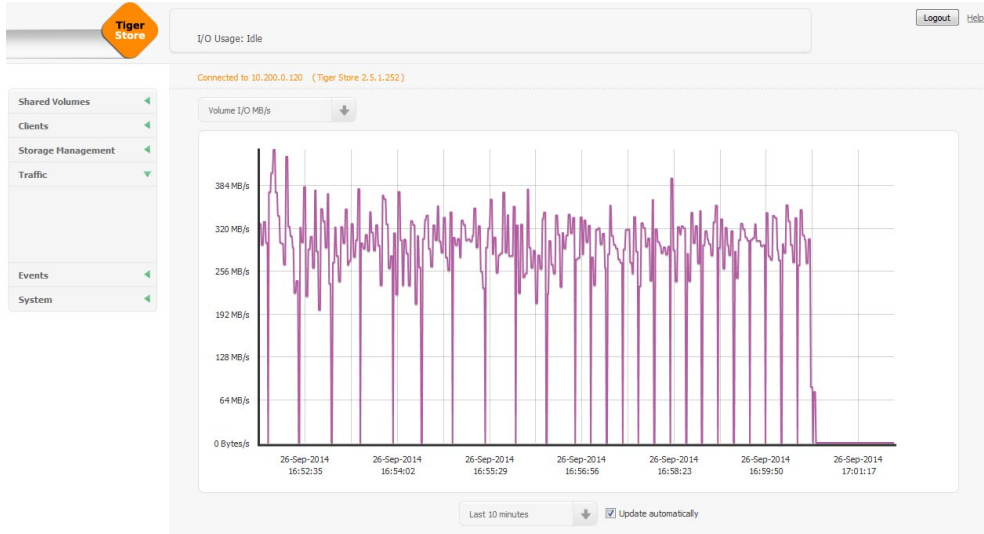 Tiger
Store
I/O Usage: Idle
Logout Help
Connected to 10.200.0.120 (Tiger Store 2.5.1.252)
Shared Volumes
Clients
Storage Management
Traffic
Events
System
Volume I/O MB/s
384 MB/s
320 MB/s
256 MB/s
192 MB/s
128 MB/s
64 MB/s
0 Bytes/s
26-Sep-2014 26-Sep-2014 26-Sep-2014 26-Sep-2014 26-Sep-2014 26-Sep-2014 26-Sep-2014
16:52:35 16:54:02 16:55:29 16:56:56 16:58:23 16:59:50 17:01:17
Last 10 minutes Update automatically